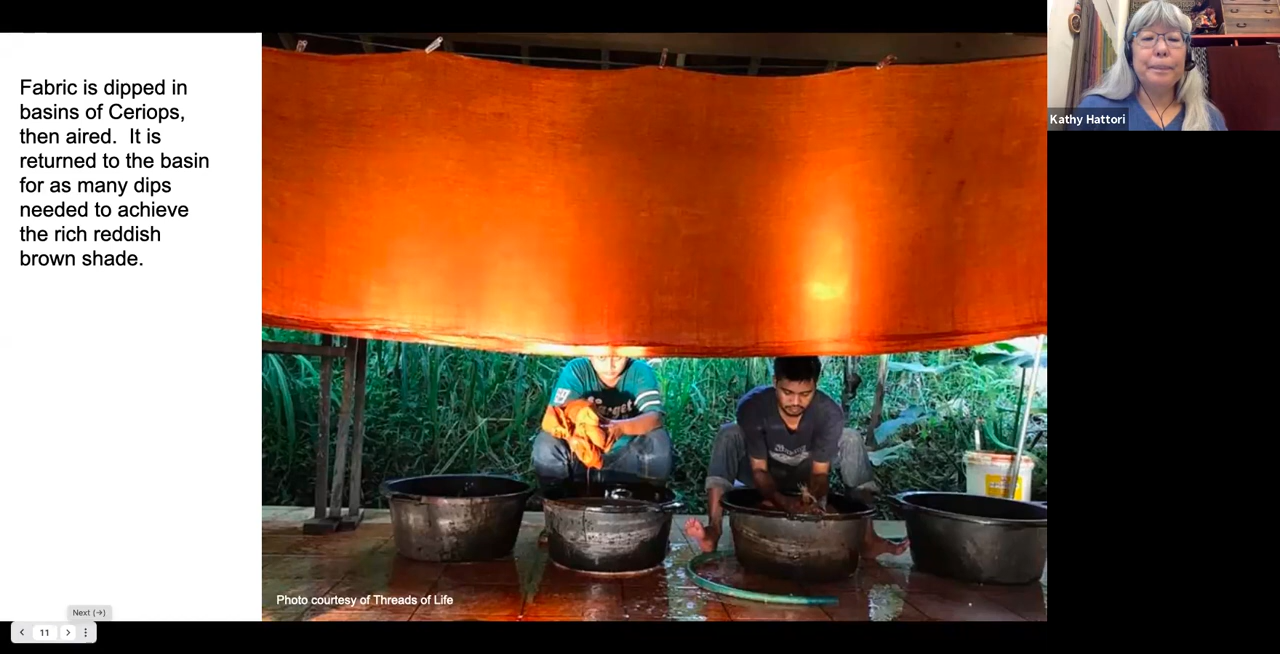 Fabric is dipped in
basins of Ceriops,
then aired.  It is
returned to the basin
for as many dips
needed to achieve
the rich reddish
brown shade.
Kathy Hattori
Photo courtesy of Threads of Life
Next (→)
11